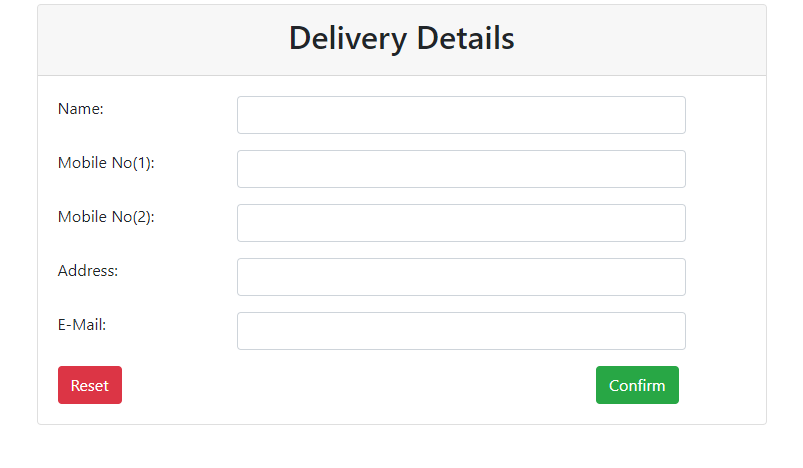 Delivery Details
Name:
Mobile No(1):
Mobile No(2):
Address:
E-Mail:
Reset Confirm